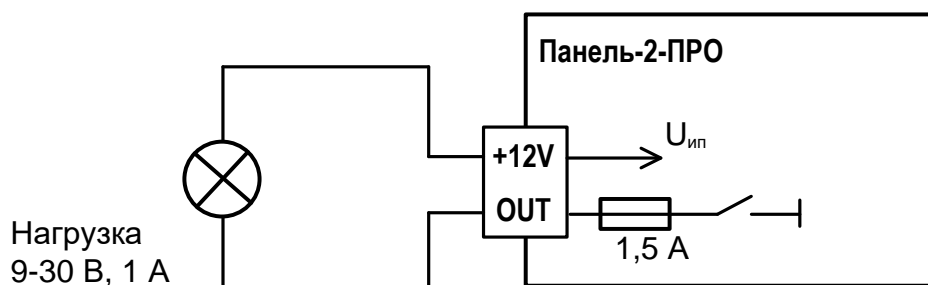 Панель-2-ПРО
+12V
Uип
OUT
1,5 А
Нагрузка
9-30 В, 1 А